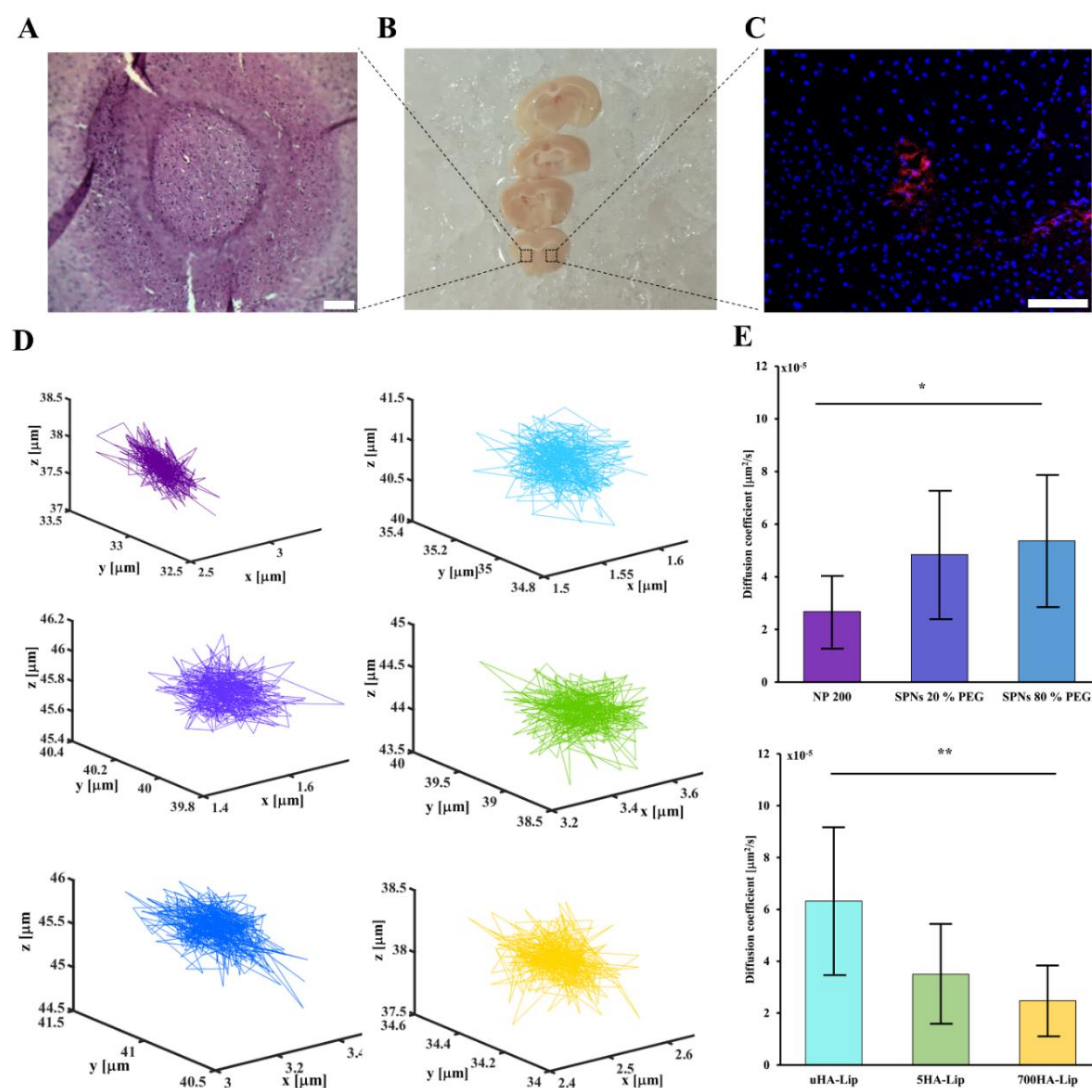 A
B
C
D
E
38.5
38
37.5
37
33.5
33
32.5
2.5
3
z [µm]
y [µm]
x [µm]
41.5
41
40.5
40
35.4
35.2
35
34.8
1.5
1.55
1.6
z [µm]
y [µm]
x [µm]
46.2
46
45.8
45.6
45.4
40.4
40.2
40
39.8
1.4
1.6
z [µm]
y [µm]
x [µm]
45
44.5
44
43.5
40
39.5
39
38.5
3.2
3.4
3.6
z [µm
y [µm]
x [µm]
46
45.5
45
44.5
41.5
41
40.5
3
3.2
3.4
z [µm]
y [µm]
x [µm]
38.5
38
37.5
34.6
34.4
34.2
34
2.4
2.5
2.6
z [µm]
y [µm]
x [µm]
x10-5
12
10
8
6
4
2
0
Diffusion coefficient [µm²/s]
*
NP 200
SPNs 20 % PEG
SPNs 80 % PEG
x10-5
12
10
8
6
4
2
0
Diffusion coefficient [µm²/s]
**
uHA-Lip
5HA-Lip
700HA-Lip